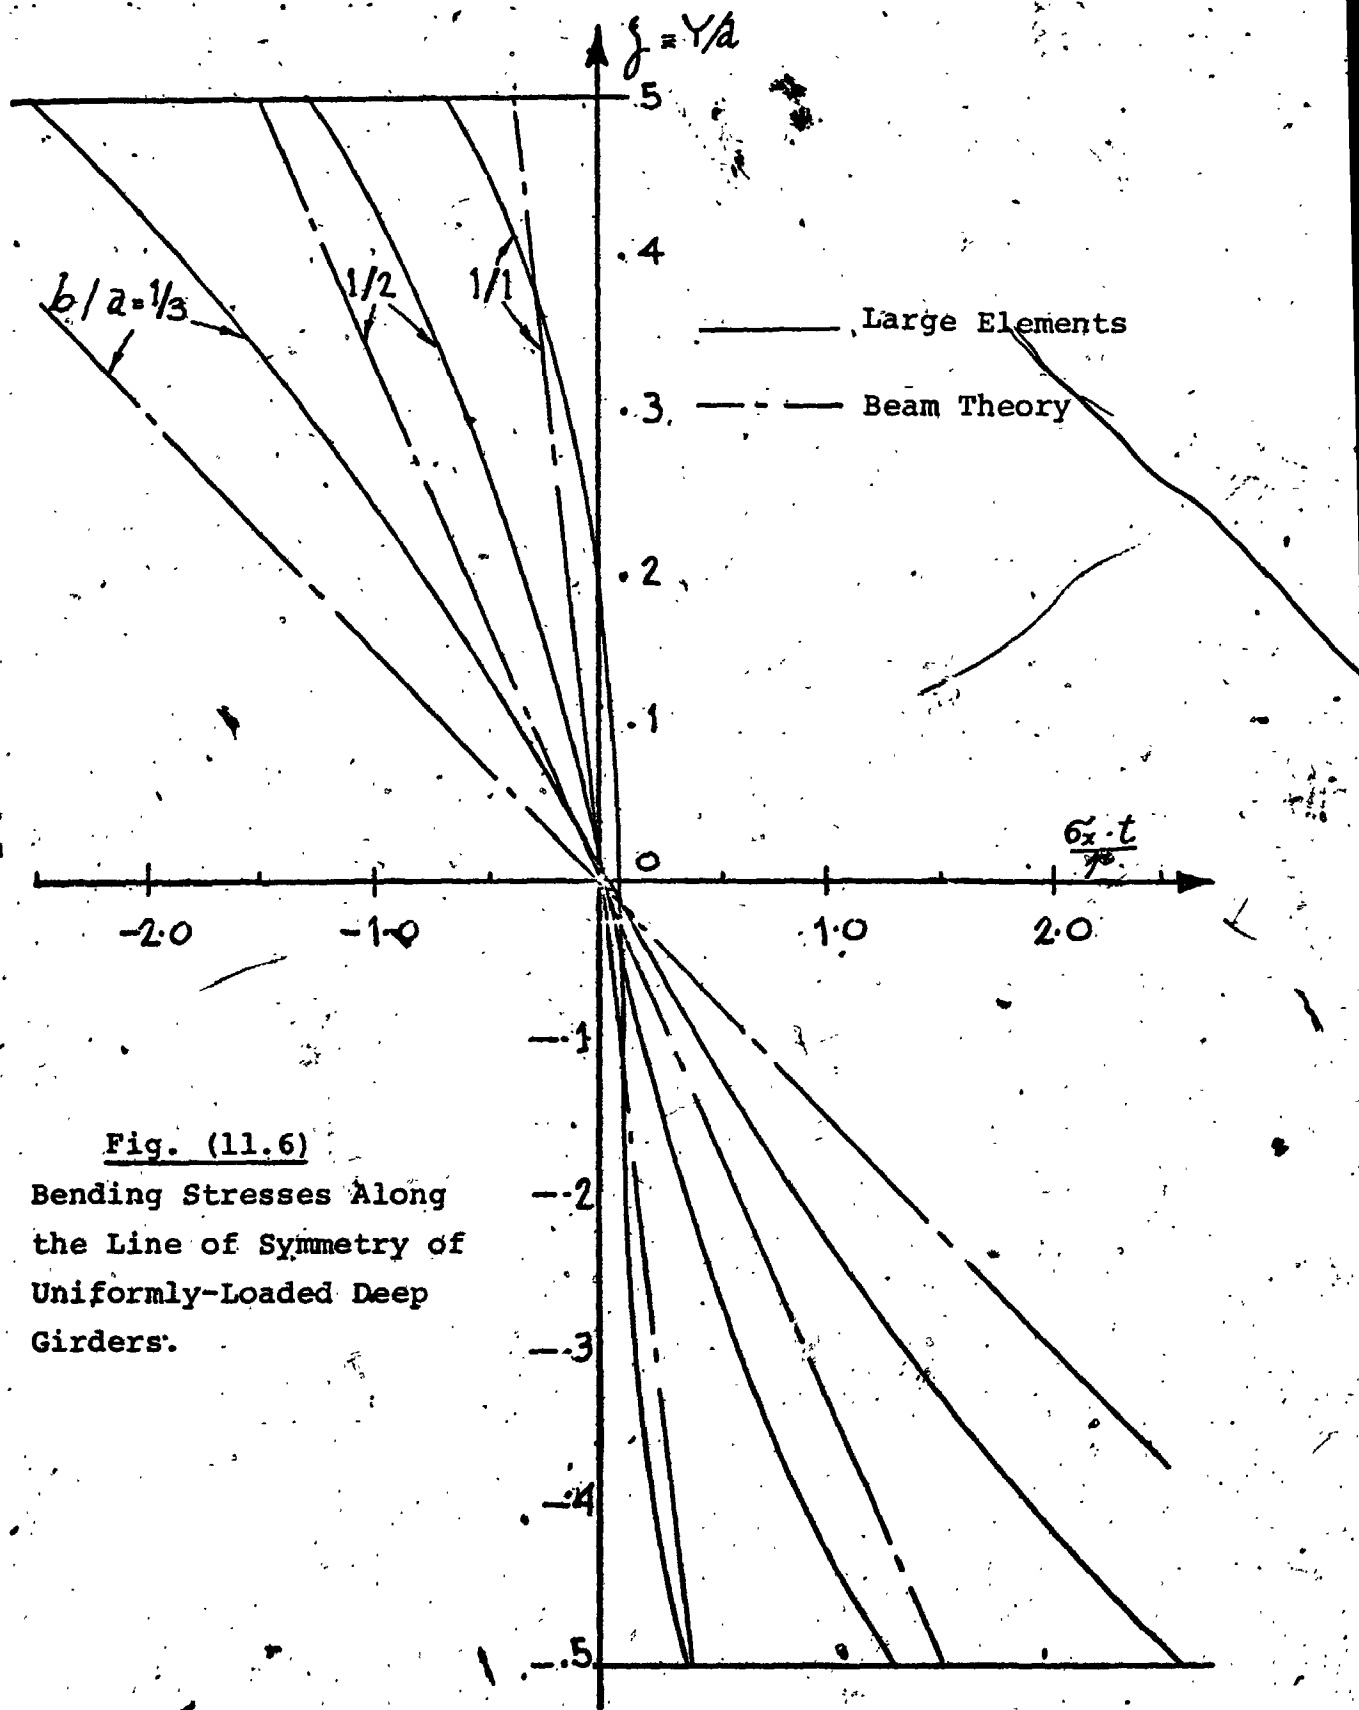 ξ = Y/a
.5
.4
1/2
1/1
b/a=1/3
Large Elements
.3
Beam Theory
.2
.1
σx·t
0
-2.0
-1.0
1.0
2.0
-.1
Fig. (11.6)
Bending Stresses Along
the Line of Symmetry of
Uniformly-Loaded Deep
Girders.
-.2
-.3
-.4
-.5